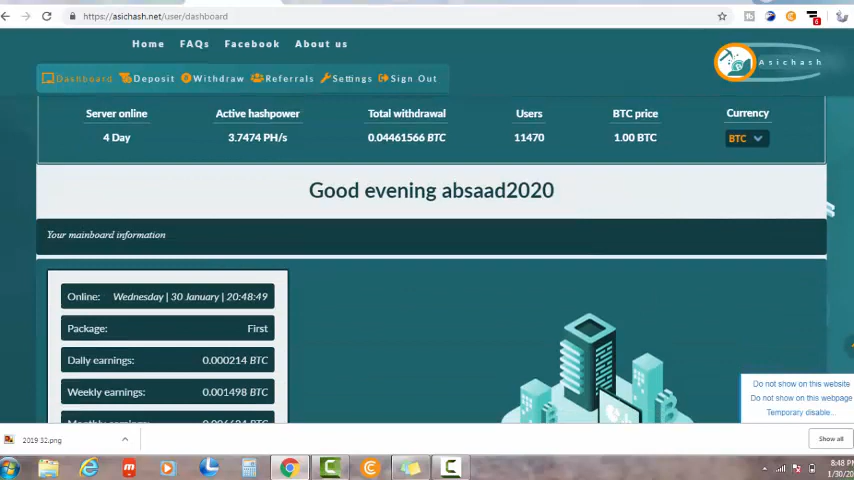 https://asichash.net/user/dashboard
6
Home FAQs Facebook About us
Asichash
Dashboard Deposit Withdraw Referrals Settings Sign Out
Server online Active hashpower Total withdrawal Users BTC price Currency
4 Day 3.7474 PH/s 0.04461566 BTC 11470 1.00 BTC BTC
Good evening absaad2020
Your mainboard information
Online: Wednesday | 30 January | 20:48:49
Package: First
Daily earnings: 0.000214 BTC
Weekly earnings: 0.001498 BTC
Do not show on this website
Do not show on this webpage
Temporary disable...
2019 32.png
Show all
8:48 PM